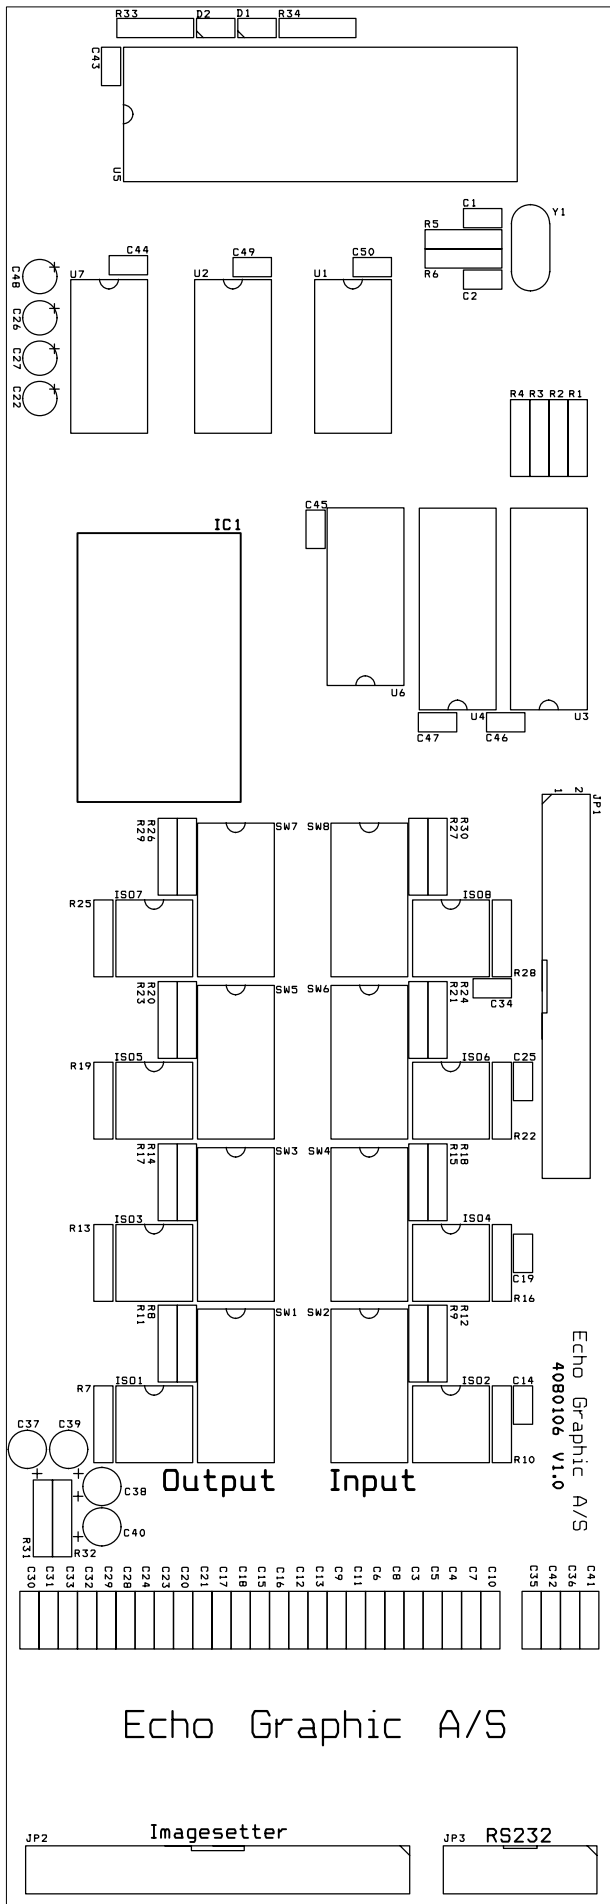 R33 D2 D1 R34
C43
U5
C1
Y1
R5
R6
C2
C44 C49 C50
U7 U2 U1
C48
C26
C27
C22
R4 R3 R2 R1
C45
IC1
U6 U4 U3
C47 C46
JP1
1 2
R26 R29 SW7 SW8 R30 R27
R25 ISO7 ISO8
R28
R20 R23 SW5 SW6 R24 R21
C34
R19 ISO5 ISO6 C25
R22
R14 R17 SW3 SW4 R18 R15
R13 ISO3 ISO4
C19
R16
R8 R11 SW1 SW2 R12 R9
R7 ISO1 ISO2 C14
R10
Echo Graphic A/S
4080106 V1.0
C37 C39
Output Input
C38
C40
R31 R32
C30 C31 C33 C32 C29 C28 C24 C23 C20 C21 C17 C18 C15 C16 C12 C13 C9 C11 C6 C8 C3 C5 C4 C7 C10 C35 C42 C36 C41
Echo Graphic A/S
JP2 Imagesetter JP3 RS232